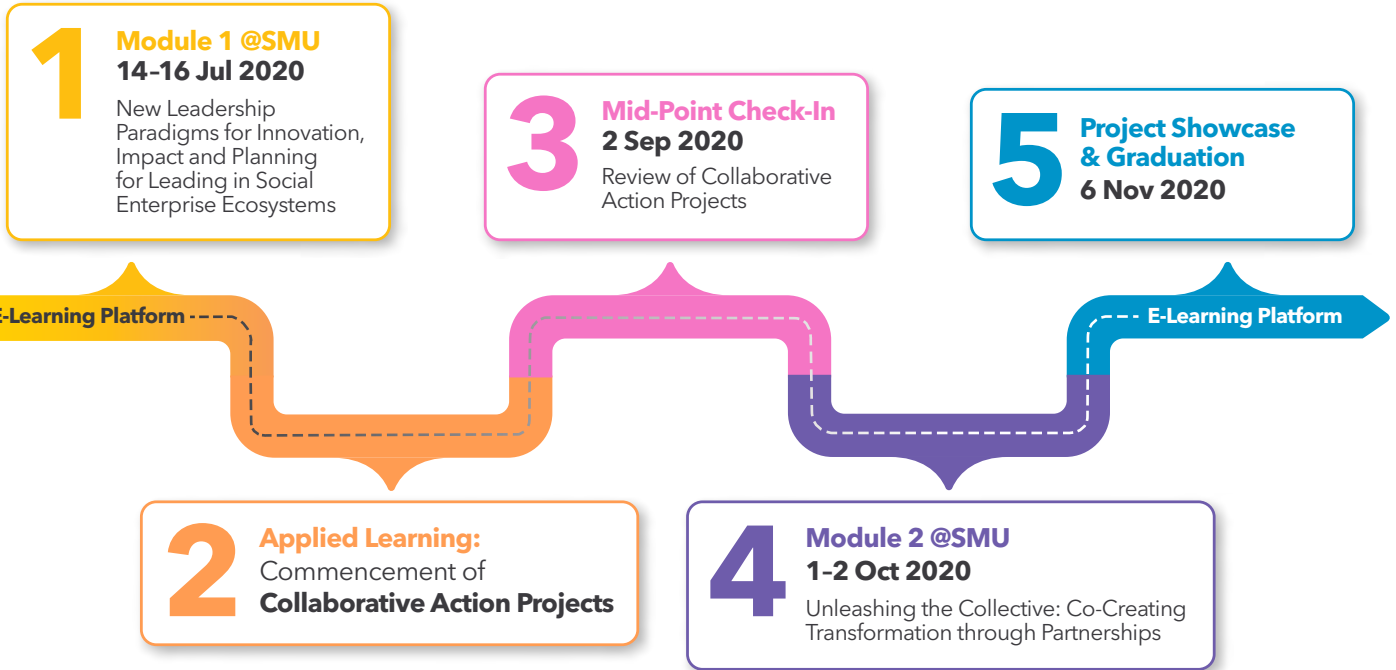 1
Module 1 @SMU
14–16 Jul 2020
New Leadership
Paradigms for Innovation,
Impact and Planning
for Leading in Social
Enterprise Ecosystems
3
Mid-Point Check-In
2 Sep 2020
Review of Collaborative
Action Projects
5
Project Showcase
& Graduation
6 Nov 2020
E-Learning Platform
E-Learning Platform
2
Applied Learning:
Commencement of
Collaborative Action Projects
4
Module 2 @SMU
1–2 Oct 2020
Unleashing the Collective: Co-Creating
Transformation through Partnerships